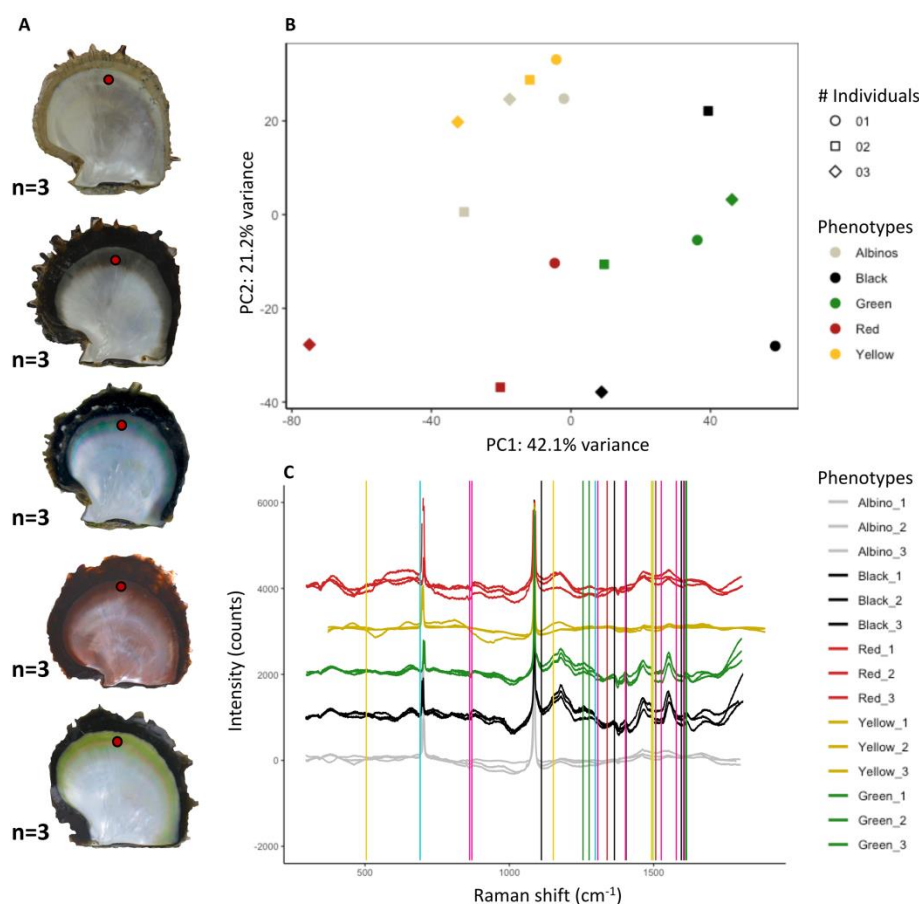 A
n=3
n=3
n=3
n=3
n=3
B
PC2: 21.2% variance
20
0
-20
-40
-80
-40
0
40
PC1: 42.1% variance
# Individuals
01
02
03
Phenotypes
Albinos
Black
Green
Red
Yellow
C
Intensity (counts)
6000
4000
2000
0
-2000
500
1000
1500
Raman shift (cm⁻¹)
Phenotypes
Albino_1
Albino_2
Albino_3
Black_1
Black_2
Black_3
Red_1
Red_2
Red_3
Yellow_1
Yellow_2
Yellow_3
Green_1
Green_2
Green_3